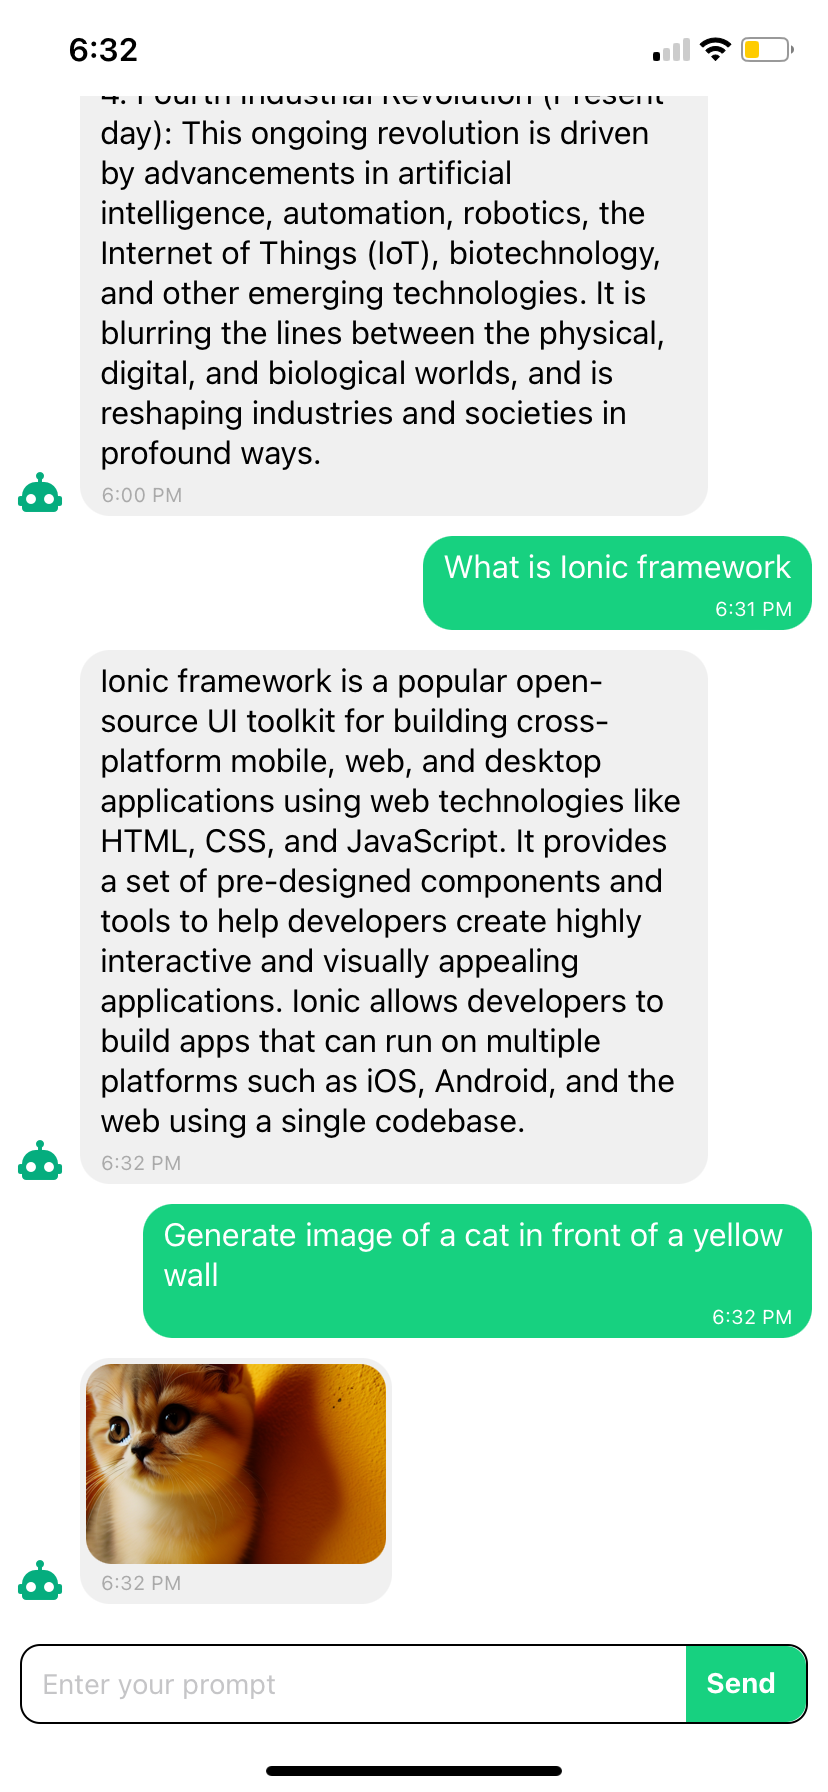 6:32
4. Fourth Industrial Revolution (Present
day): This ongoing revolution is driven
by advancements in artificial
intelligence, automation, robotics, the
Internet of Things (IoT), biotechnology,
and other emerging technologies. It is
blurring the lines between the physical,
digital, and biological worlds, and is
reshaping industries and societies in
profound ways.
6:00 PM
What is Ionic framework
6:31 PM
Ionic framework is a popular open-
source UI toolkit for building cross-
platform mobile, web, and desktop
applications using web technologies like
HTML, CSS, and JavaScript. It provides
a set of pre-designed components and
tools to help developers create highly
interactive and visually appealing
applications. Ionic allows developers to
build apps that can run on multiple
platforms such as iOS, Android, and the
web using a single codebase.
6:32 PM
Generate image of a cat in front of a yellow
wall
6:32 PM
6:32 PM
Enter your prompt
Send